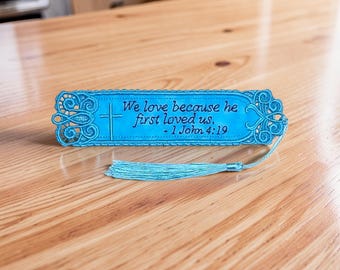 We love because he
first loved us.
- 1 John 4:19